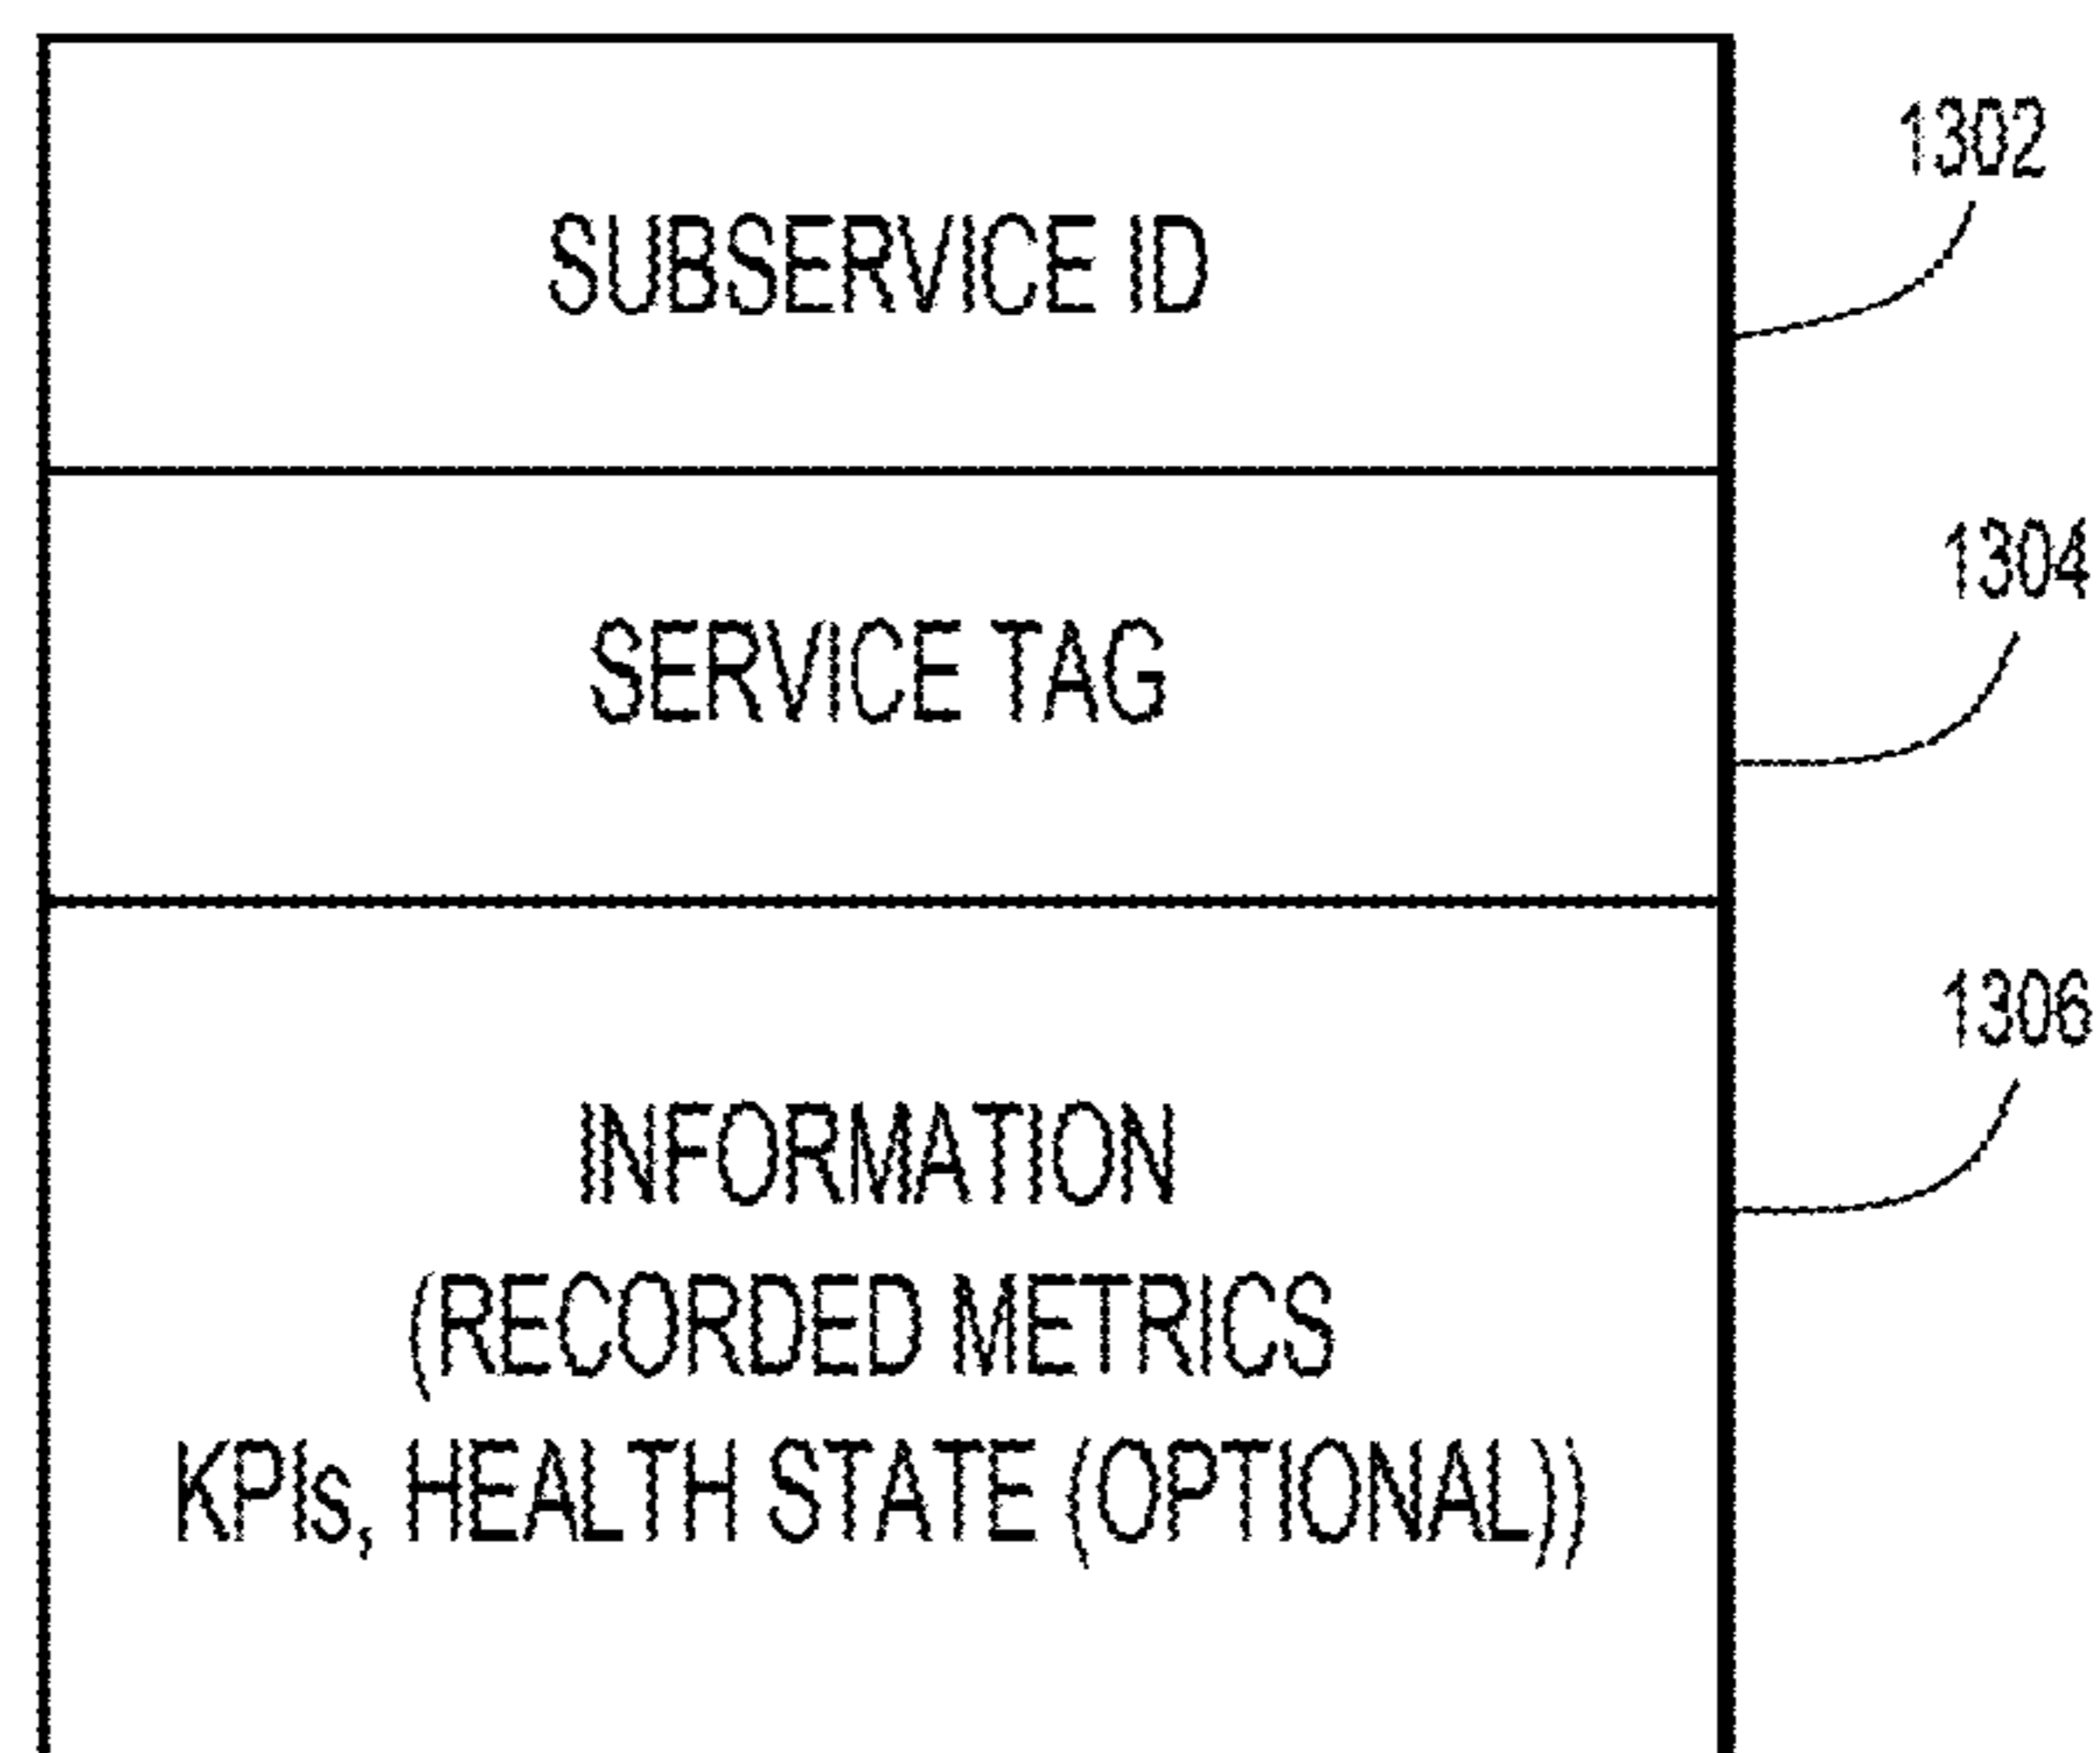 1302
SUBSERVICE ID
1304
SERVICE TAG
1306
INFORMATION
(RECORDED METRICS
KPIs, HEALTH STATE (OPTIONAL))